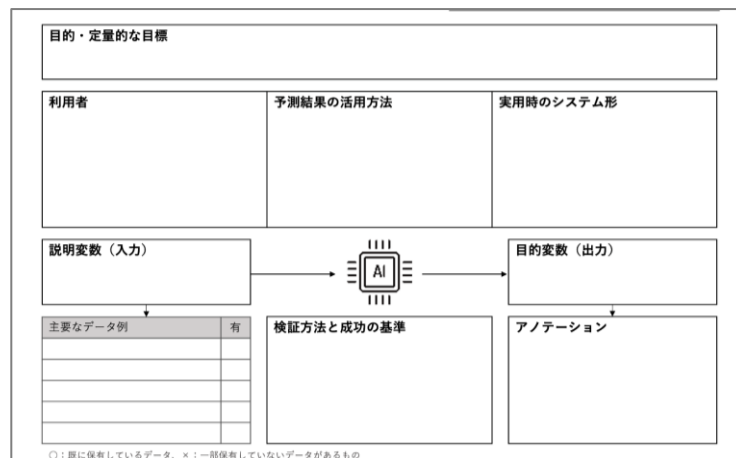 目的・定量的な目標
利用者
予測結果の活用方法
実用時のシステム形
説明変数（入力）
AI
目的変数（出力）
主要なデータ例
有
検証方法と成功の基準
アノテーション
○；既に保有しているデータ、×；一部保有していないデータがあるもの